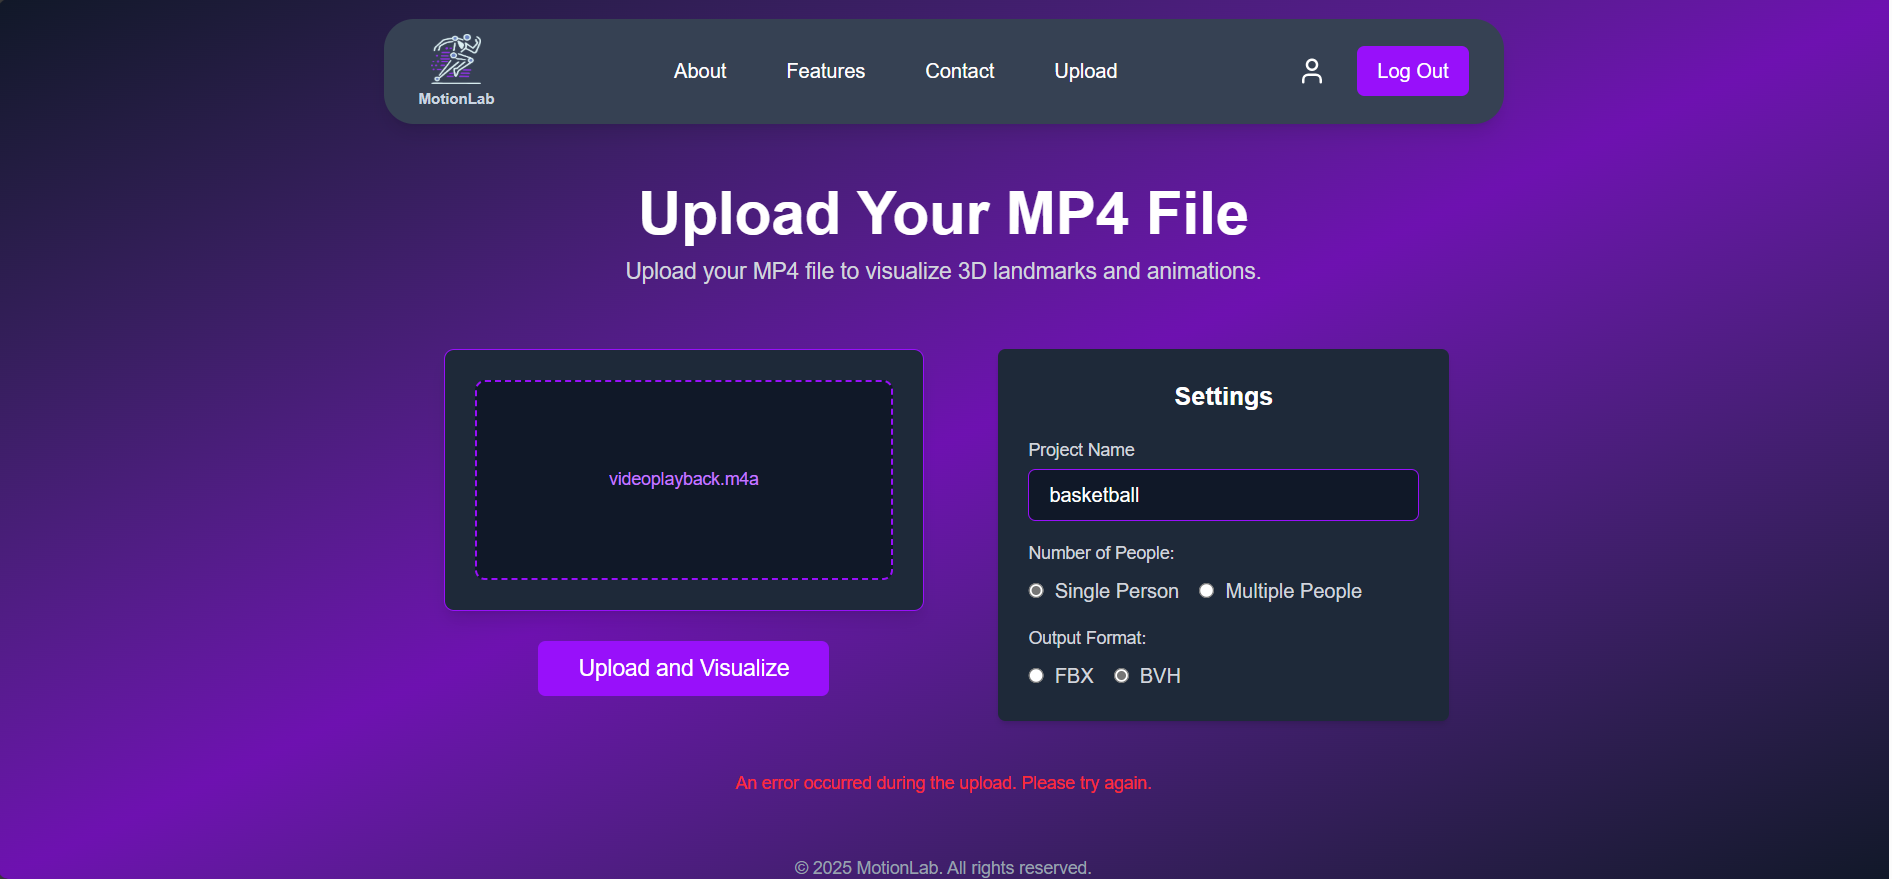 MotionLab
About
Features
Contact
Upload
Log Out
Upload Your MP4 File
Upload your MP4 file to visualize 3D landmarks and animations.
videoplayback.m4a
Upload and Visualize
Settings
Project Name
basketball
Number of People:
Single Person
Multiple People
Output Format:
FBX
BVH
An error occurred during the upload. Please try again.
© 2025 MotionLab. All rights reserved.